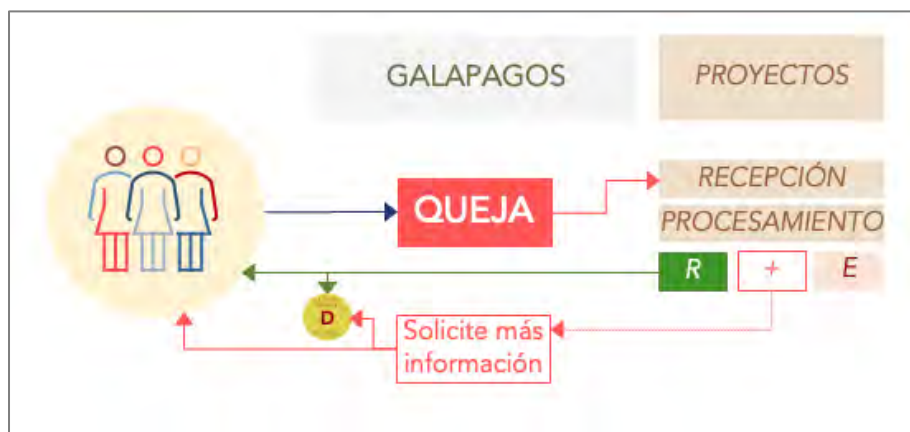 GALAPAGOS
PROYECTOS
QUEJA
RECEPCIÓN
PROCESAMIENTO
R
+
E
D
Solicite más
información